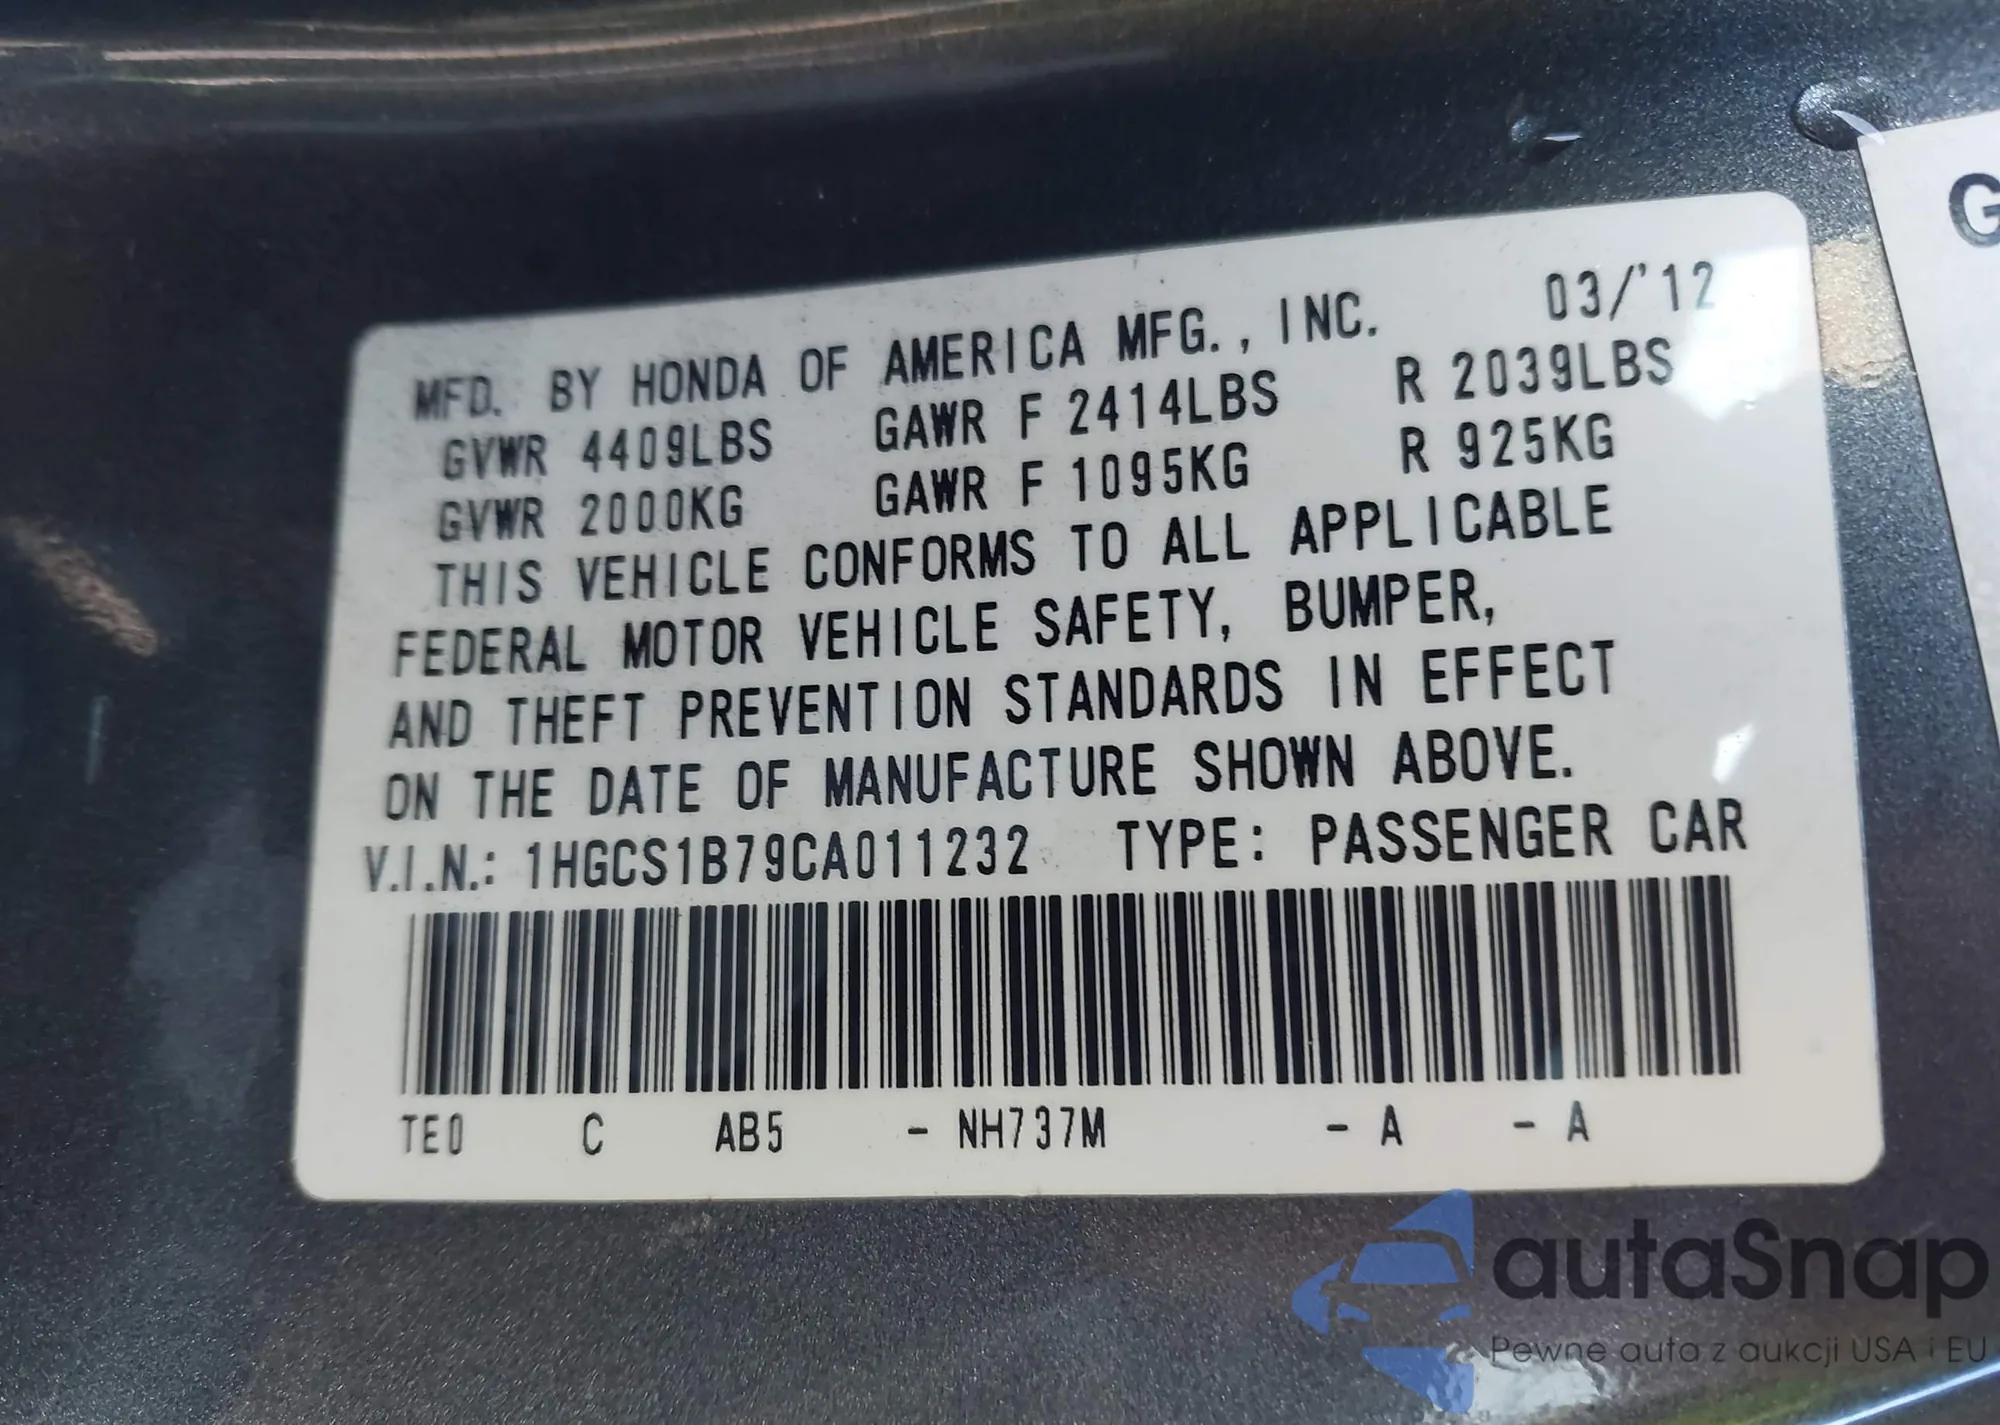 MFD. BY HONDA OF AMERICA MFG., INC. 03/'12
GVWR 4409LBS GAWR F 2414LBS R 2039LBS
GVWR 2000KG GAWR F 1095KG R 925KG
THIS VEHICLE CONFORMS TO ALL APPLICABLE
FEDERAL MOTOR VEHICLE SAFETY, BUMPER,
AND THEFT PREVENTION STANDARDS IN EFFECT
ON THE DATE OF MANUFACTURE SHOWN ABOVE.
V.I.N.: 1HGCS1B79CA011232 TYPE: PASSENGER CAR
TE0 C AB5 - NH737M - A - A
G
autaSnap
Pewne auta z aukcji USA i EU